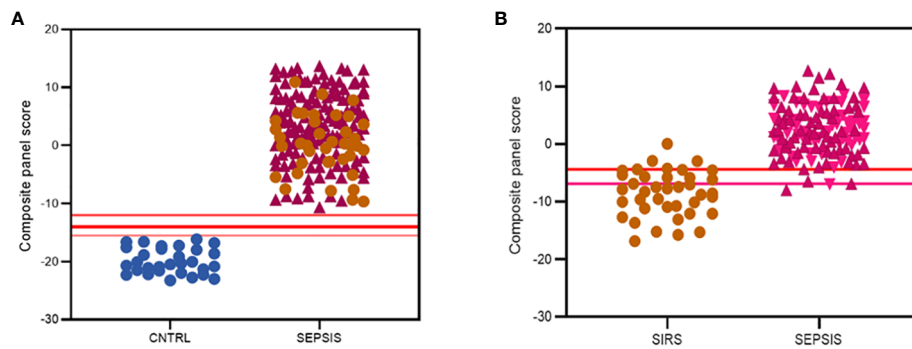 A
Composite panel score
20
10
0
-10
-20
-30
CNTRL
SEPSIS
B
Composite panel score
20
10
0
-10
-20
-30
SIRS
SEPSIS